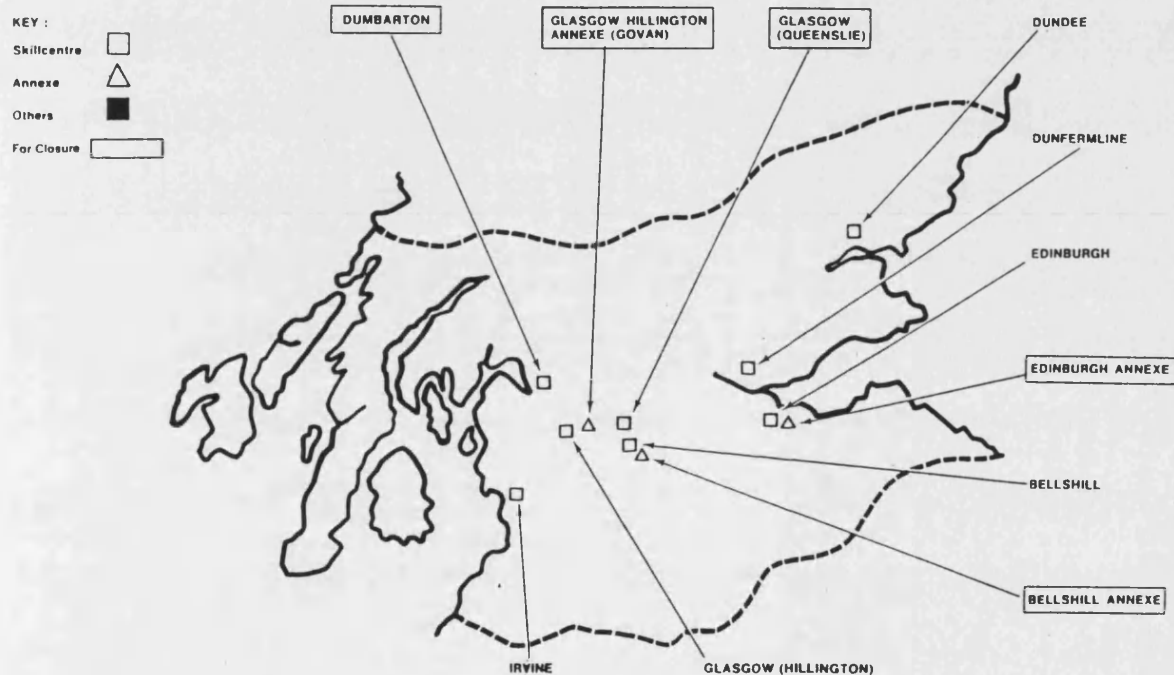 KEY :
Skillcentre
Annexe
Others
For Closure
DUMBARTON
GLASGOW HILLINGTON
ANNEXE (GOVAN)
GLASGOW
(QUEENSLIE)
DUNDEE
DUNFERMLINE
EDINBURGH
EDINBURGH ANNEXE
BELLSHILL
BELLSHILL ANNEXE
IRVINE
GLASGOW (HILLINGTON)